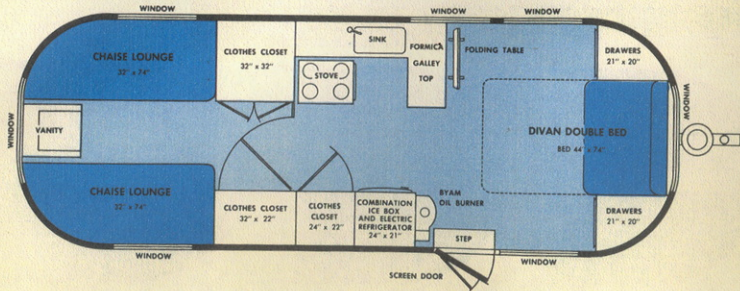 WINDOW
WINDOW
WINDOW
CHAISE LOUNGE
32" x 74"
CLOTHES CLOSET
32" x 32"
SINK
STOVE
FORMICA
GALLEY
TOP
FOLDING TABLE
DRAWERS
21" x 20"
WINDOW
VANITY
WINDOW
DIVAN DOUBLE BED
BED 44" x 74"
CHAISE LOUNGE
32" x 74"
CLOTHES CLOSET
32" x 22"
CLOTHES
CLOSET
24" x 22"
COMBINATION
ICE BOX
AND ELECTRIC
REFRIGERATOR
24" x 21"
BYAM
OIL BURNER
DRAWERS
21" x 20"
STEP
WINDOW
WINDOW
SCREEN DOOR